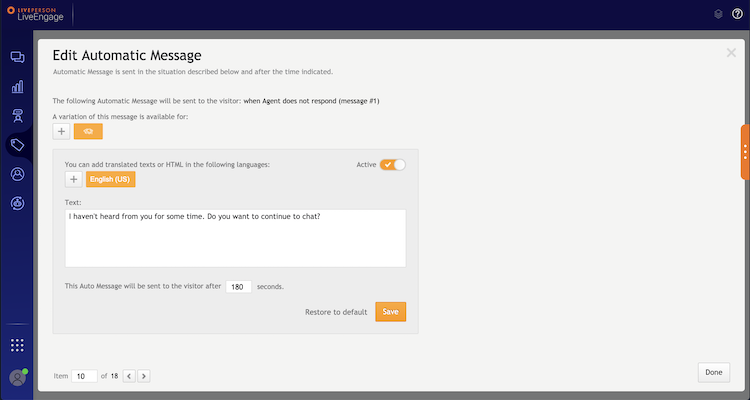 LIVEPERSON
LiveEngage
Edit Automatic Message
Automatic Message is sent in the situation described below and after the time indicated.
The following Automatic Message will be sent to the visitor: when Agent does not respond (message #1)
A variation of this message is available for:
You can add translated texts or HTML in the following languages:
Active
English (US)
Text:
I haven't heard from you for some time. Do you want to continue to chat?
This Auto Message will be sent to the visitor after 180 seconds.
Restore to default
Save
Item 10 of 18
Done